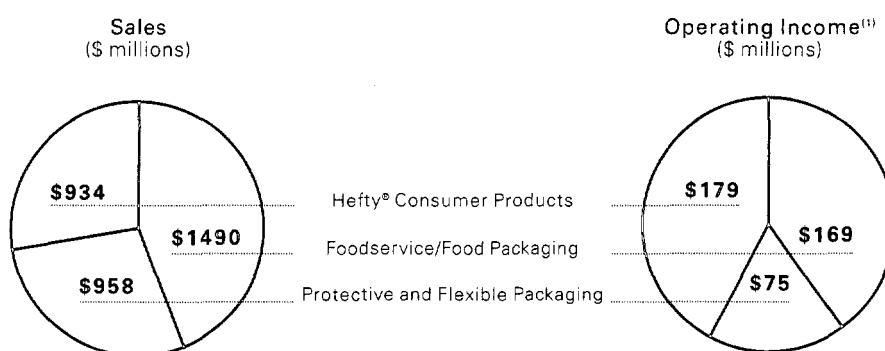 Sales
($ millions)
Operating Income⁽¹⁾
($ millions)
$934
Hefty® Consumer Products
$179
$1490
Foodservice/Food Packaging
$169
$958
Protective and Flexible Packaging
$75